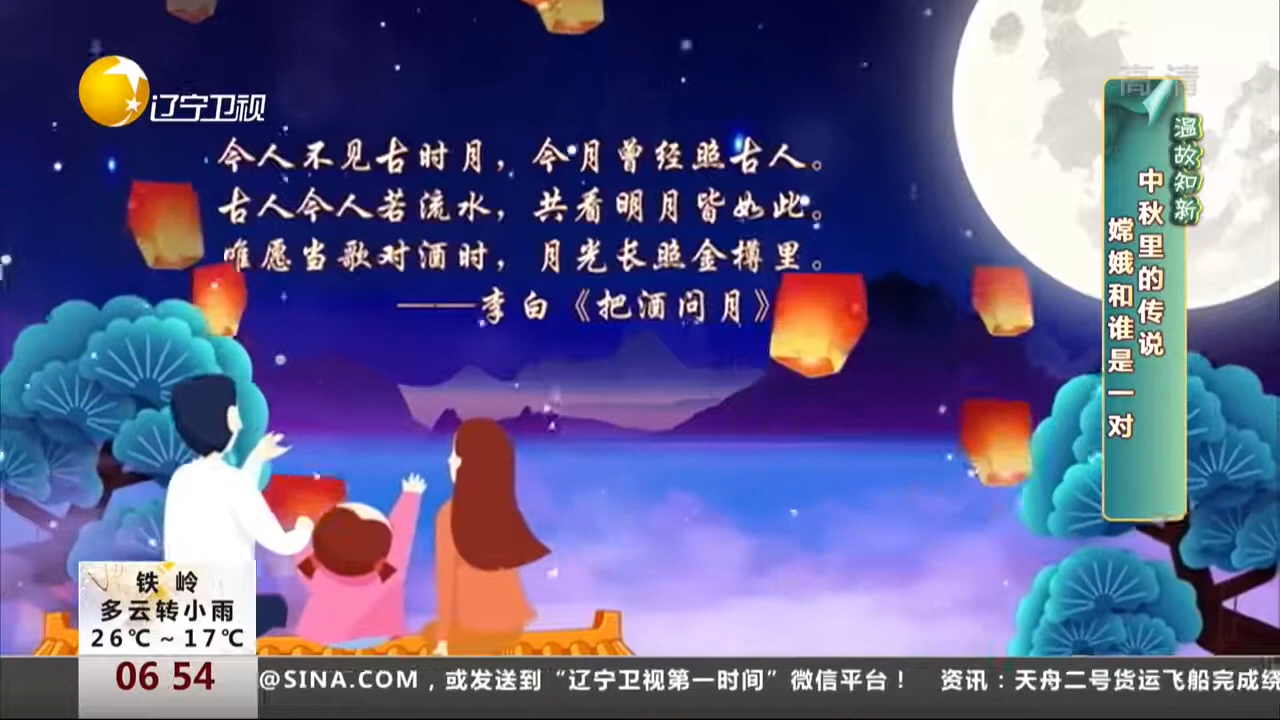 辽宁卫视
高清
今人不见古时月，今月曾经照古人。
古人今人若流水，共看明月皆如此。
唯愿当歌对酒时，月光长照金樽里。
——李白《把酒问月》
温故知新
中秋里的传说
嫦娥和谁是一对
铁岭
多云转小雨
26℃~17℃
06 54
@SINA.COM，或发送到“辽宁卫视第一时间”微信平台！ 资讯：天舟二号货运飞船完成绕